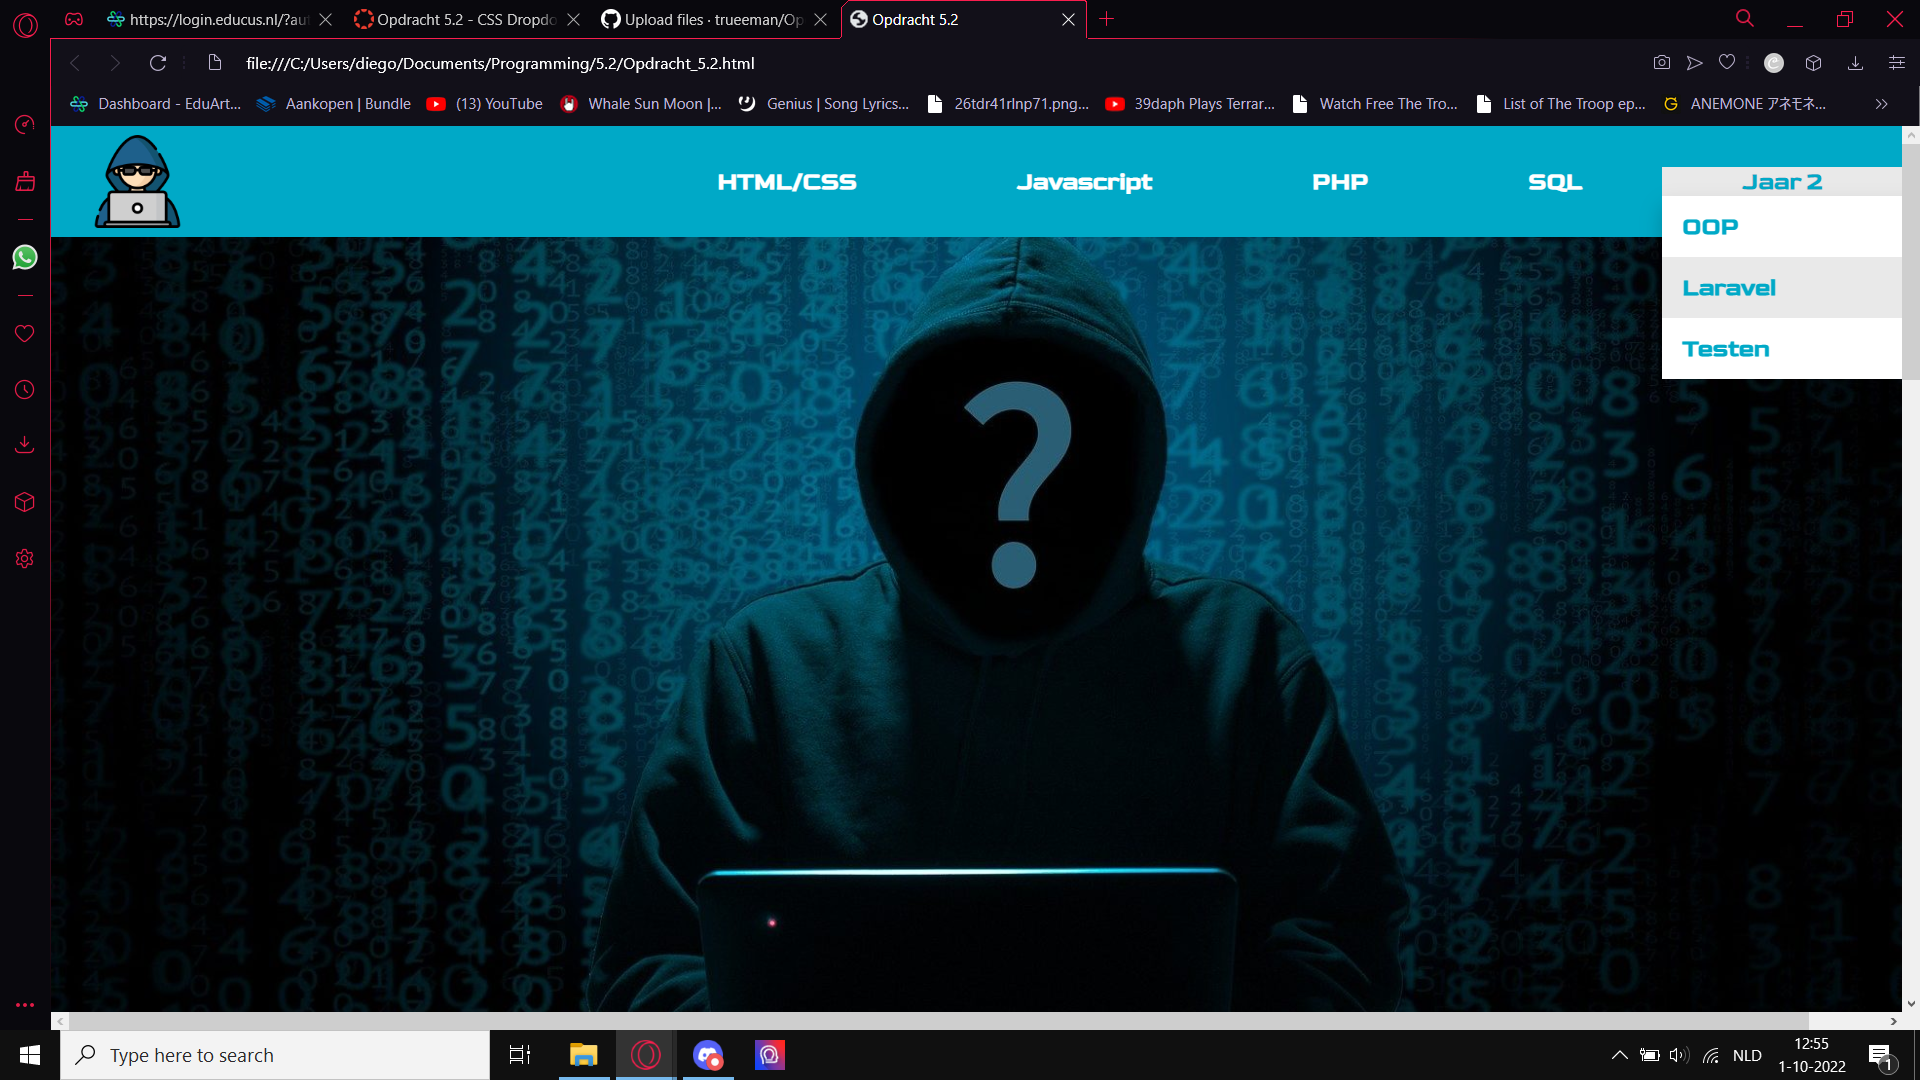 https://login.educus.nl/?aut
Opdracht 5.2 - CSS Dropdo
Upload files · trueeman/Op
Opdracht 5.2
file:///C:/Users/diego/Documents/Programming/5.2/Opdracht_5.2.html
Dashboard - EduArt...
Aankopen | Bundle
(13) YouTube
Whale Sun Moon |...
Genius | Song Lyrics...
26tdr41rlnp71.png...
39daph Plays Terrar...
Watch Free The Tro...
List of The Troop ep...
ANEMONE アネモネ...
HTML/CSS
Javascript
PHP
SQL
Jaar 2
OOP
Laravel
Testen
?
Type here to search
NLD
12:55
1-10-2022
1